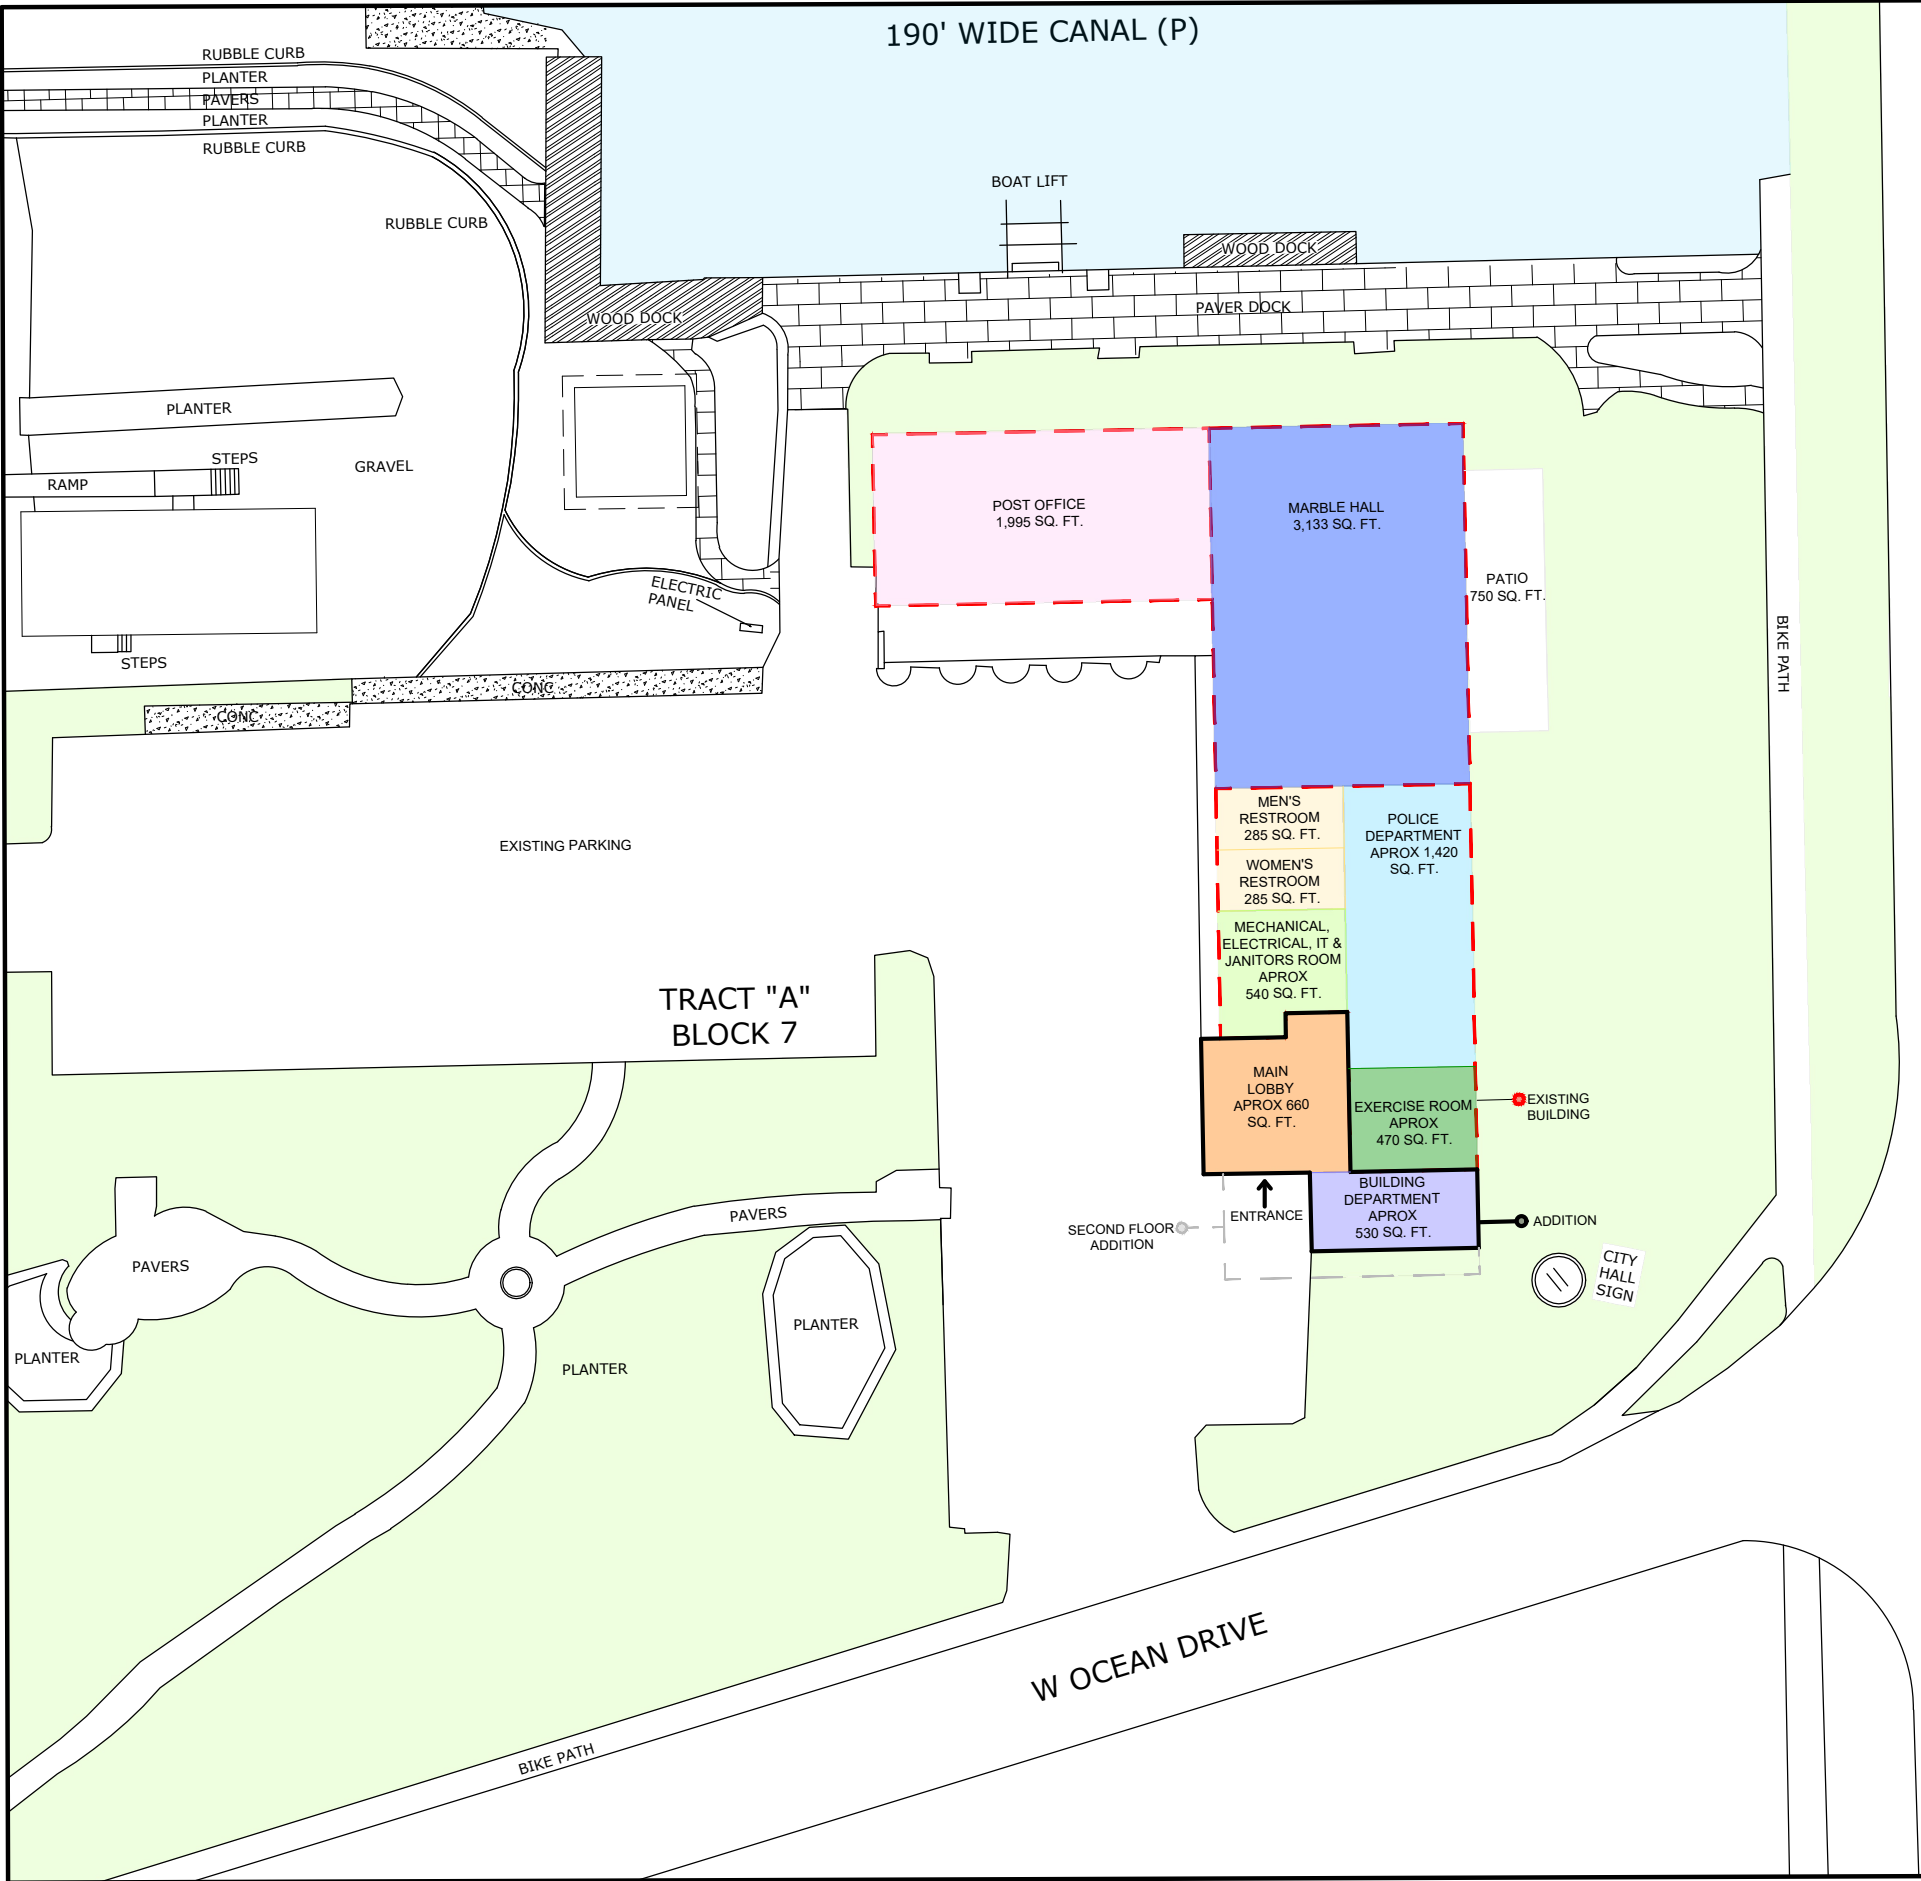 190' WIDE CANAL (P)
RUBBLE CURB
PLANTER
PAVERS
PLANTER
RUBBLE CURB
RUBBLE CURB
BOAT LIFT
WOOD DOCK
WOOD DOCK
PAVER DOCK
PLANTER
STEPS
RAMP
GRAVEL
STEPS
ELECTRIC
PANEL
CONC
CONC
POST OFFICE
1,995 SQ. FT.
MARBLE HALL
3,133 SQ. FT.
PATIO
750 SQ. FT.
BIKE PATH
EXISTING PARKING
MEN'S
RESTROOM
285 SQ. FT.
WOMEN'S
RESTROOM
285 SQ. FT.
POLICE
DEPARTMENT
APROX 1,420
SQ. FT.
MECHANICAL,
ELECTRICAL, IT &
JANITORS ROOM
APROX
540 SQ. FT.
TRACT "A"
BLOCK 7
MAIN
LOBBY
APROX 660
SQ. FT.
EXERCISE ROOM
APROX
470 SQ. FT.
EXISTING
BUILDING
BUILDING
DEPARTMENT
APROX
530 SQ. FT.
ENTRANCE
SECOND FLOOR
ADDITION
ADDITION
CITY
HALL
SIGN
PAVERS
PAVERS
PLANTER
PLANTER
PLANTER
W OCEAN DRIVE
BIKE PATH